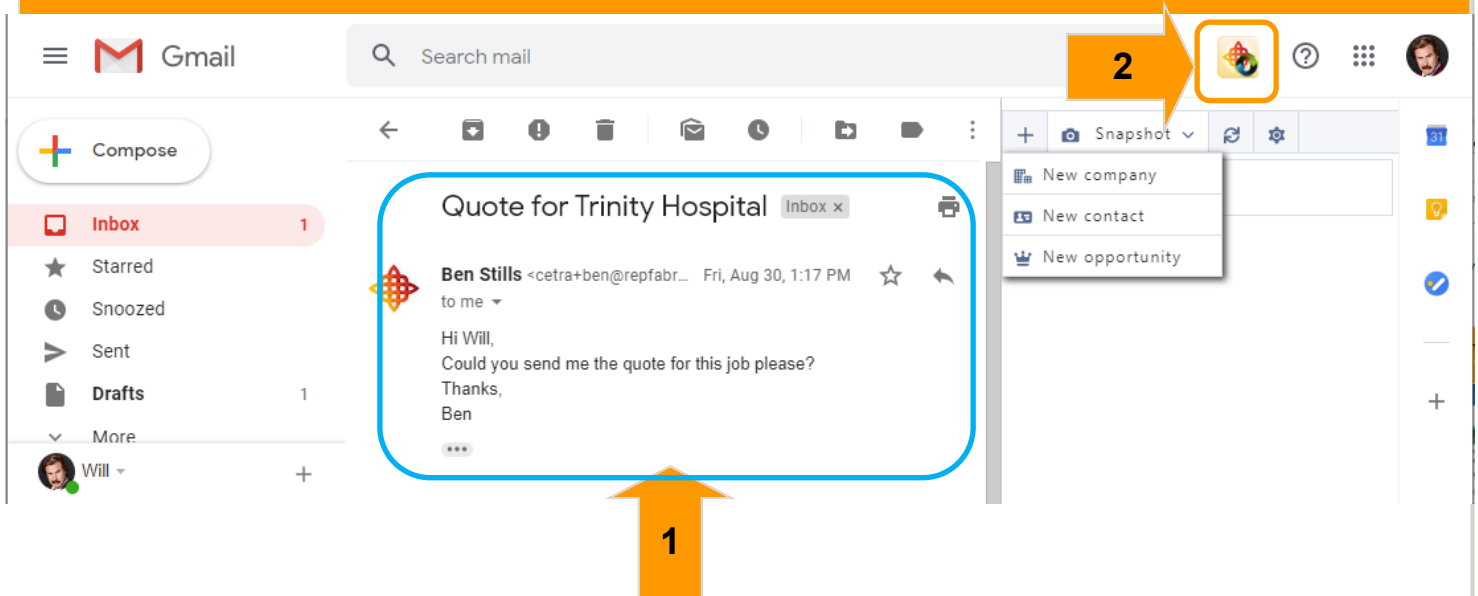 Gmail
Search mail
2
Compose
Snapshot
31
New company
Quote for Trinity Hospital Inbox x
New contact
Inbox 1
New opportunity
Starred
Ben Stills <cetra+ben@repfabr... Fri, Aug 30, 1:17 PM
to me
Snoozed
Hi Will,
Sent
Could you send me the quote for this job please?
Drafts 1
Thanks,
Ben
More
Will
1